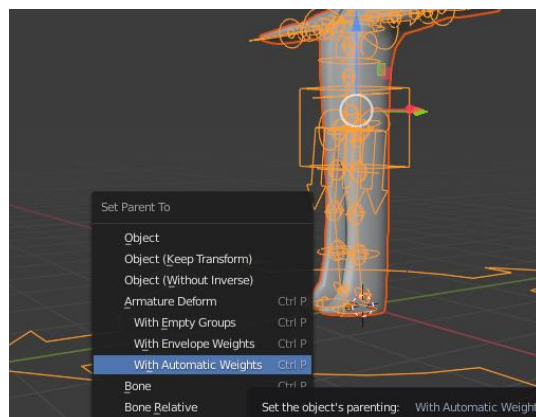 Set Parent To
Object
Object (Keep Transform)
Object (Without Inverse)
Armature Deform Ctrl P
With Empty Groups Ctrl P
With Envelope Weights Ctrl P
With Automatic Weights Ctrl P
Bone Ctrl P
Bone Relative
Set the object's parenting: With Automatic Weight